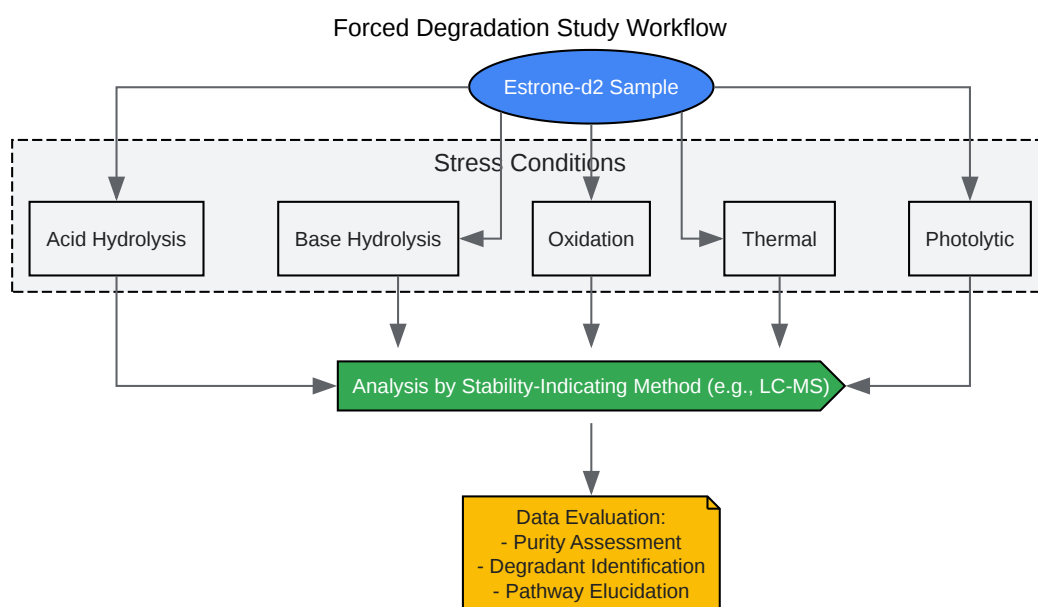 Forced Degradation Study Workflow
Estrone-d2 Sample
Stress Conditions
Acid Hydrolysis
Base Hydrolysis
Oxidation
Thermal
Photolytic
Analysis by Stability-Indicating Method (e.g., LC-MS)
Data Evaluation:
- Purity Assessment
- Degradant Identification
- Pathway Elucidation